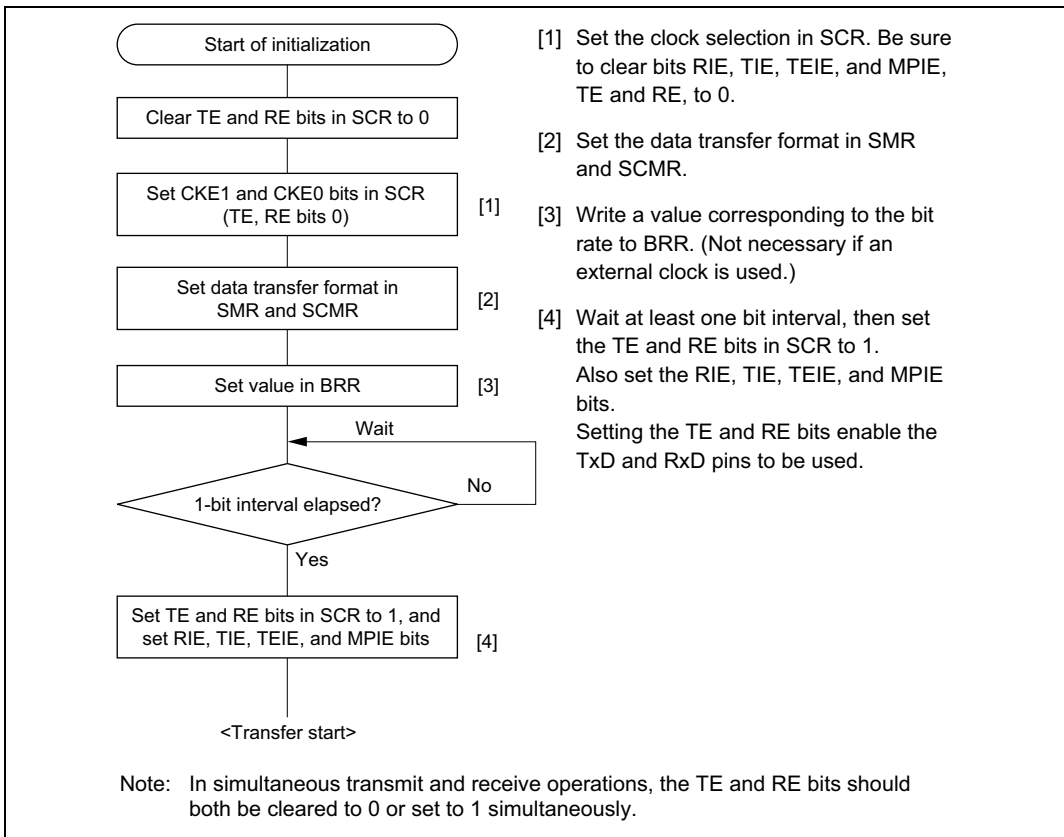 Start of initialization
Clear TE and RE bits in SCR to 0
Set CKE1 and CKE0 bits in SCR
(TE, RE bits 0)
[1]
Set data transfer format in
SMR and SCMR
[2]
Set value in BRR
[3]
Wait
No
1-bit interval elapsed?
Yes
Set TE and RE bits in SCR to 1, and
set RIE, TIE, TEIE, and MPIE bits
[4]
<Transfer start>
[1] Set the clock selection in SCR. Be sure
to clear bits RIE, TIE, TEIE, and MPIE,
TE and RE, to 0.
[2] Set the data transfer format in SMR
and SCMR.
[3] Write a value corresponding to the bit
rate to BRR. (Not necessary if an
external clock is used.)
[4] Wait at least one bit interval, then set
the TE and RE bits in SCR to 1.
Also set the RIE, TIE, TEIE, and MPIE
bits.
Setting the TE and RE bits enable the
TxD and RxD pins to be used.
Note: In simultaneous transmit and receive operations, the TE and RE bits should
both be cleared to 0 or set to 1 simultaneously.